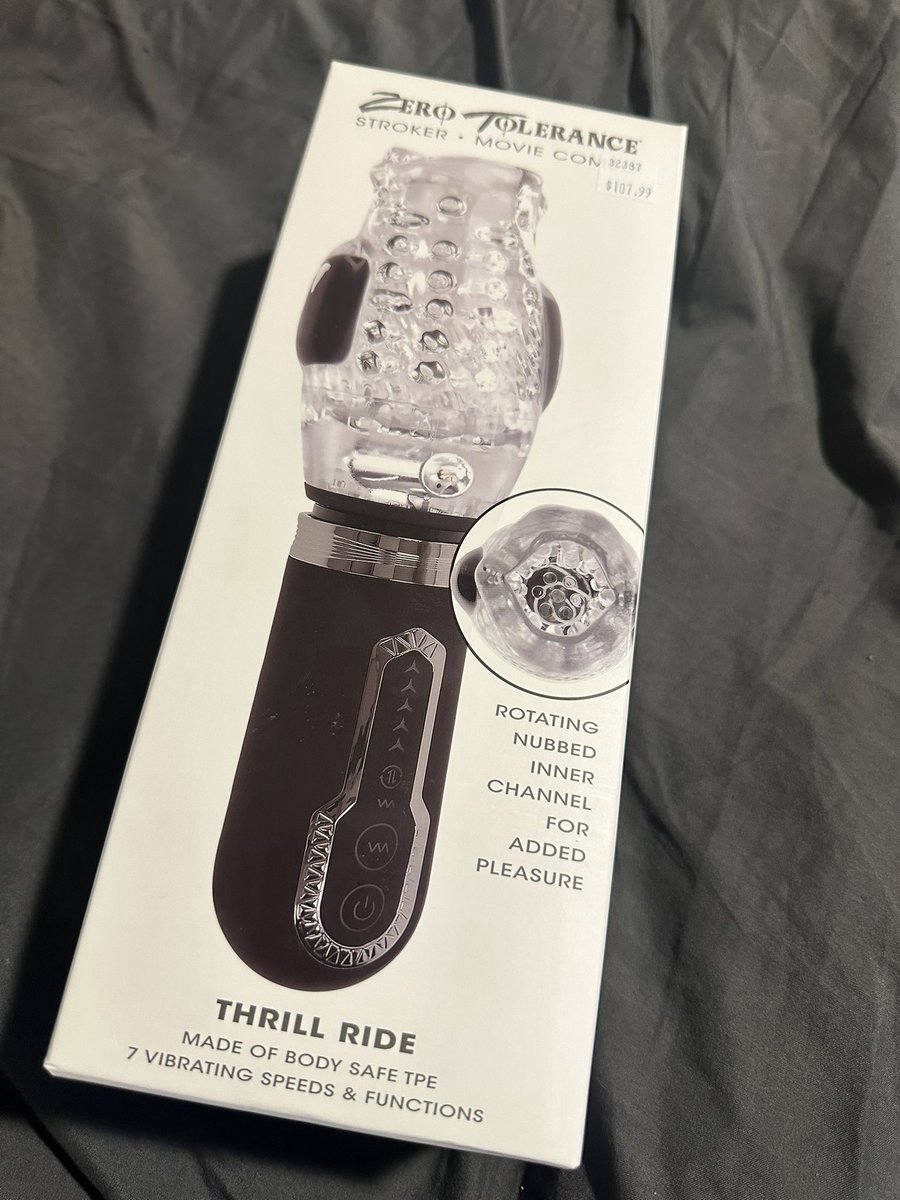 ZERO TOLERANCE
STROKER • MOVIE
32387
$107.99
ROTATING
NUBBED
INNER
CHANNEL
FOR
ADDED
PLEASURE
THRILL RIDE
MADE OF BODY SAFE TPE
7 VIBRATING SPEEDS & FUNCTIONS